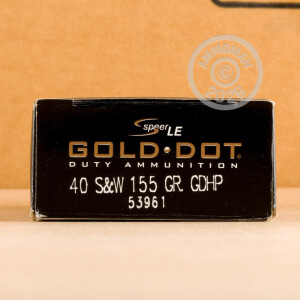 speer LE
GOLD DOT
DUTY AMMUNITION
40 S&W 155 GR. GDHP
53961